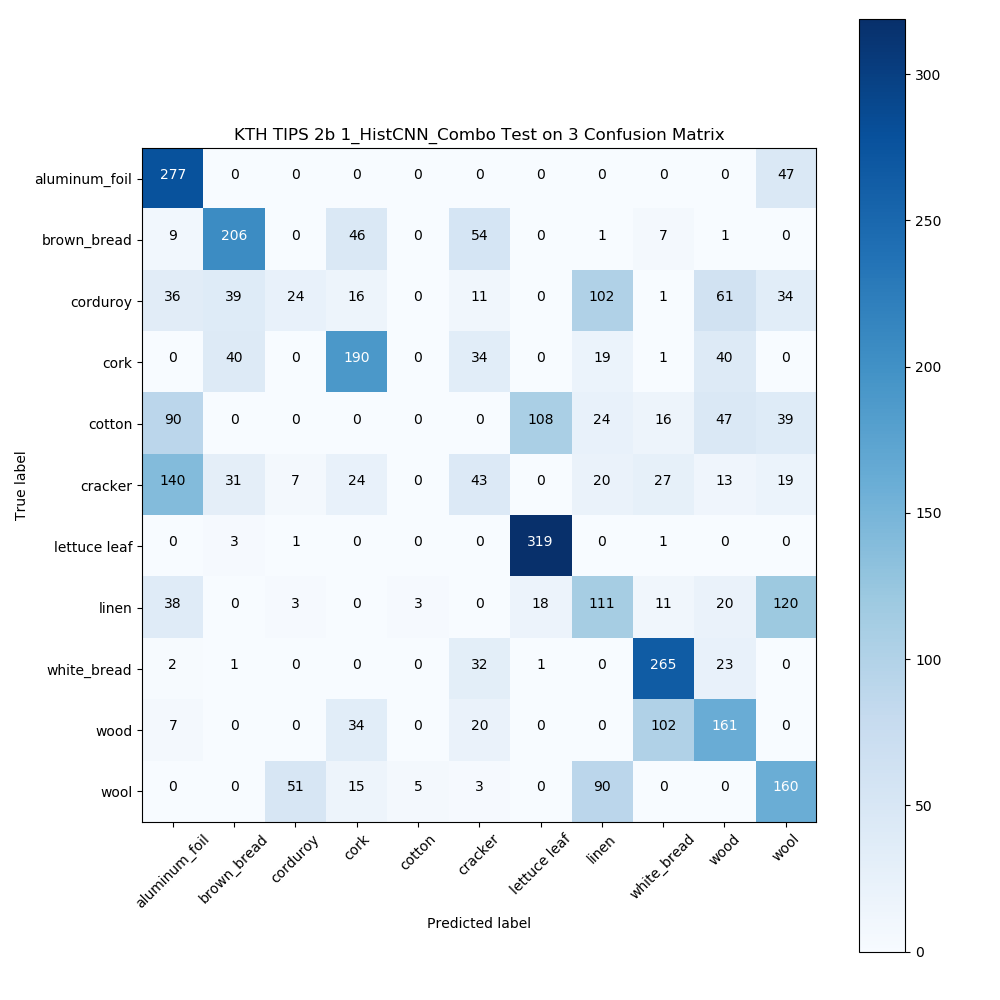 KTH TIPS 2b 1_HistCNN_Combo Test on 3 Confusion Matrix
True label
aluminum_foil 277 0 0 0 0 0 0 0 0 0 47
brown_bread 9 206 0 46 0 54 0 1 7 1 0
corduroy 36 39 24 16 0 11 0 102 1 61 34
cork 0 40 0 190 0 34 0 19 1 40 0
cotton 90 0 0 0 0 0 108 24 16 47 39
cracker 140 31 7 24 0 43 0 20 27 13 19
lettuce leaf 0 3 1 0 0 0 319 0 1 0 0
linen 38 0 3 0 3 0 18 111 11 20 120
white_bread 2 1 0 0 0 32 1 0 265 23 0
wood 7 0 0 34 0 20 0 0 102 161 0
wool 0 0 51 15 5 3 0 90 0 0 160
aluminum_foil brown_bread corduroy cork cotton cracker lettuce leaf linen white_bread wood wool
Predicted label
300
250
200
150
100
50
0